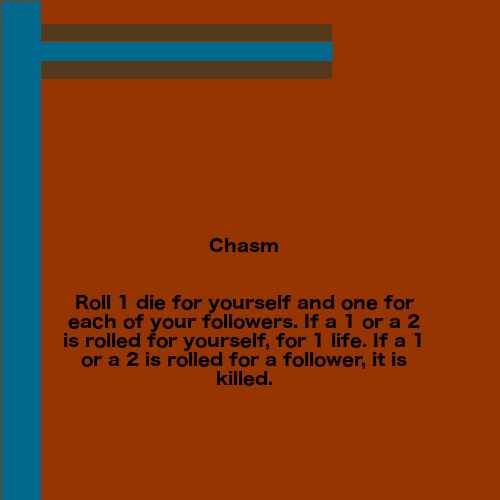 Chasm
Roll 1 die for yourself and one for
each of your followers. If a 1 or a 2
is rolled for yourself, for 1 life. If a 1
or a 2 is rolled for a follower, it is
killed.